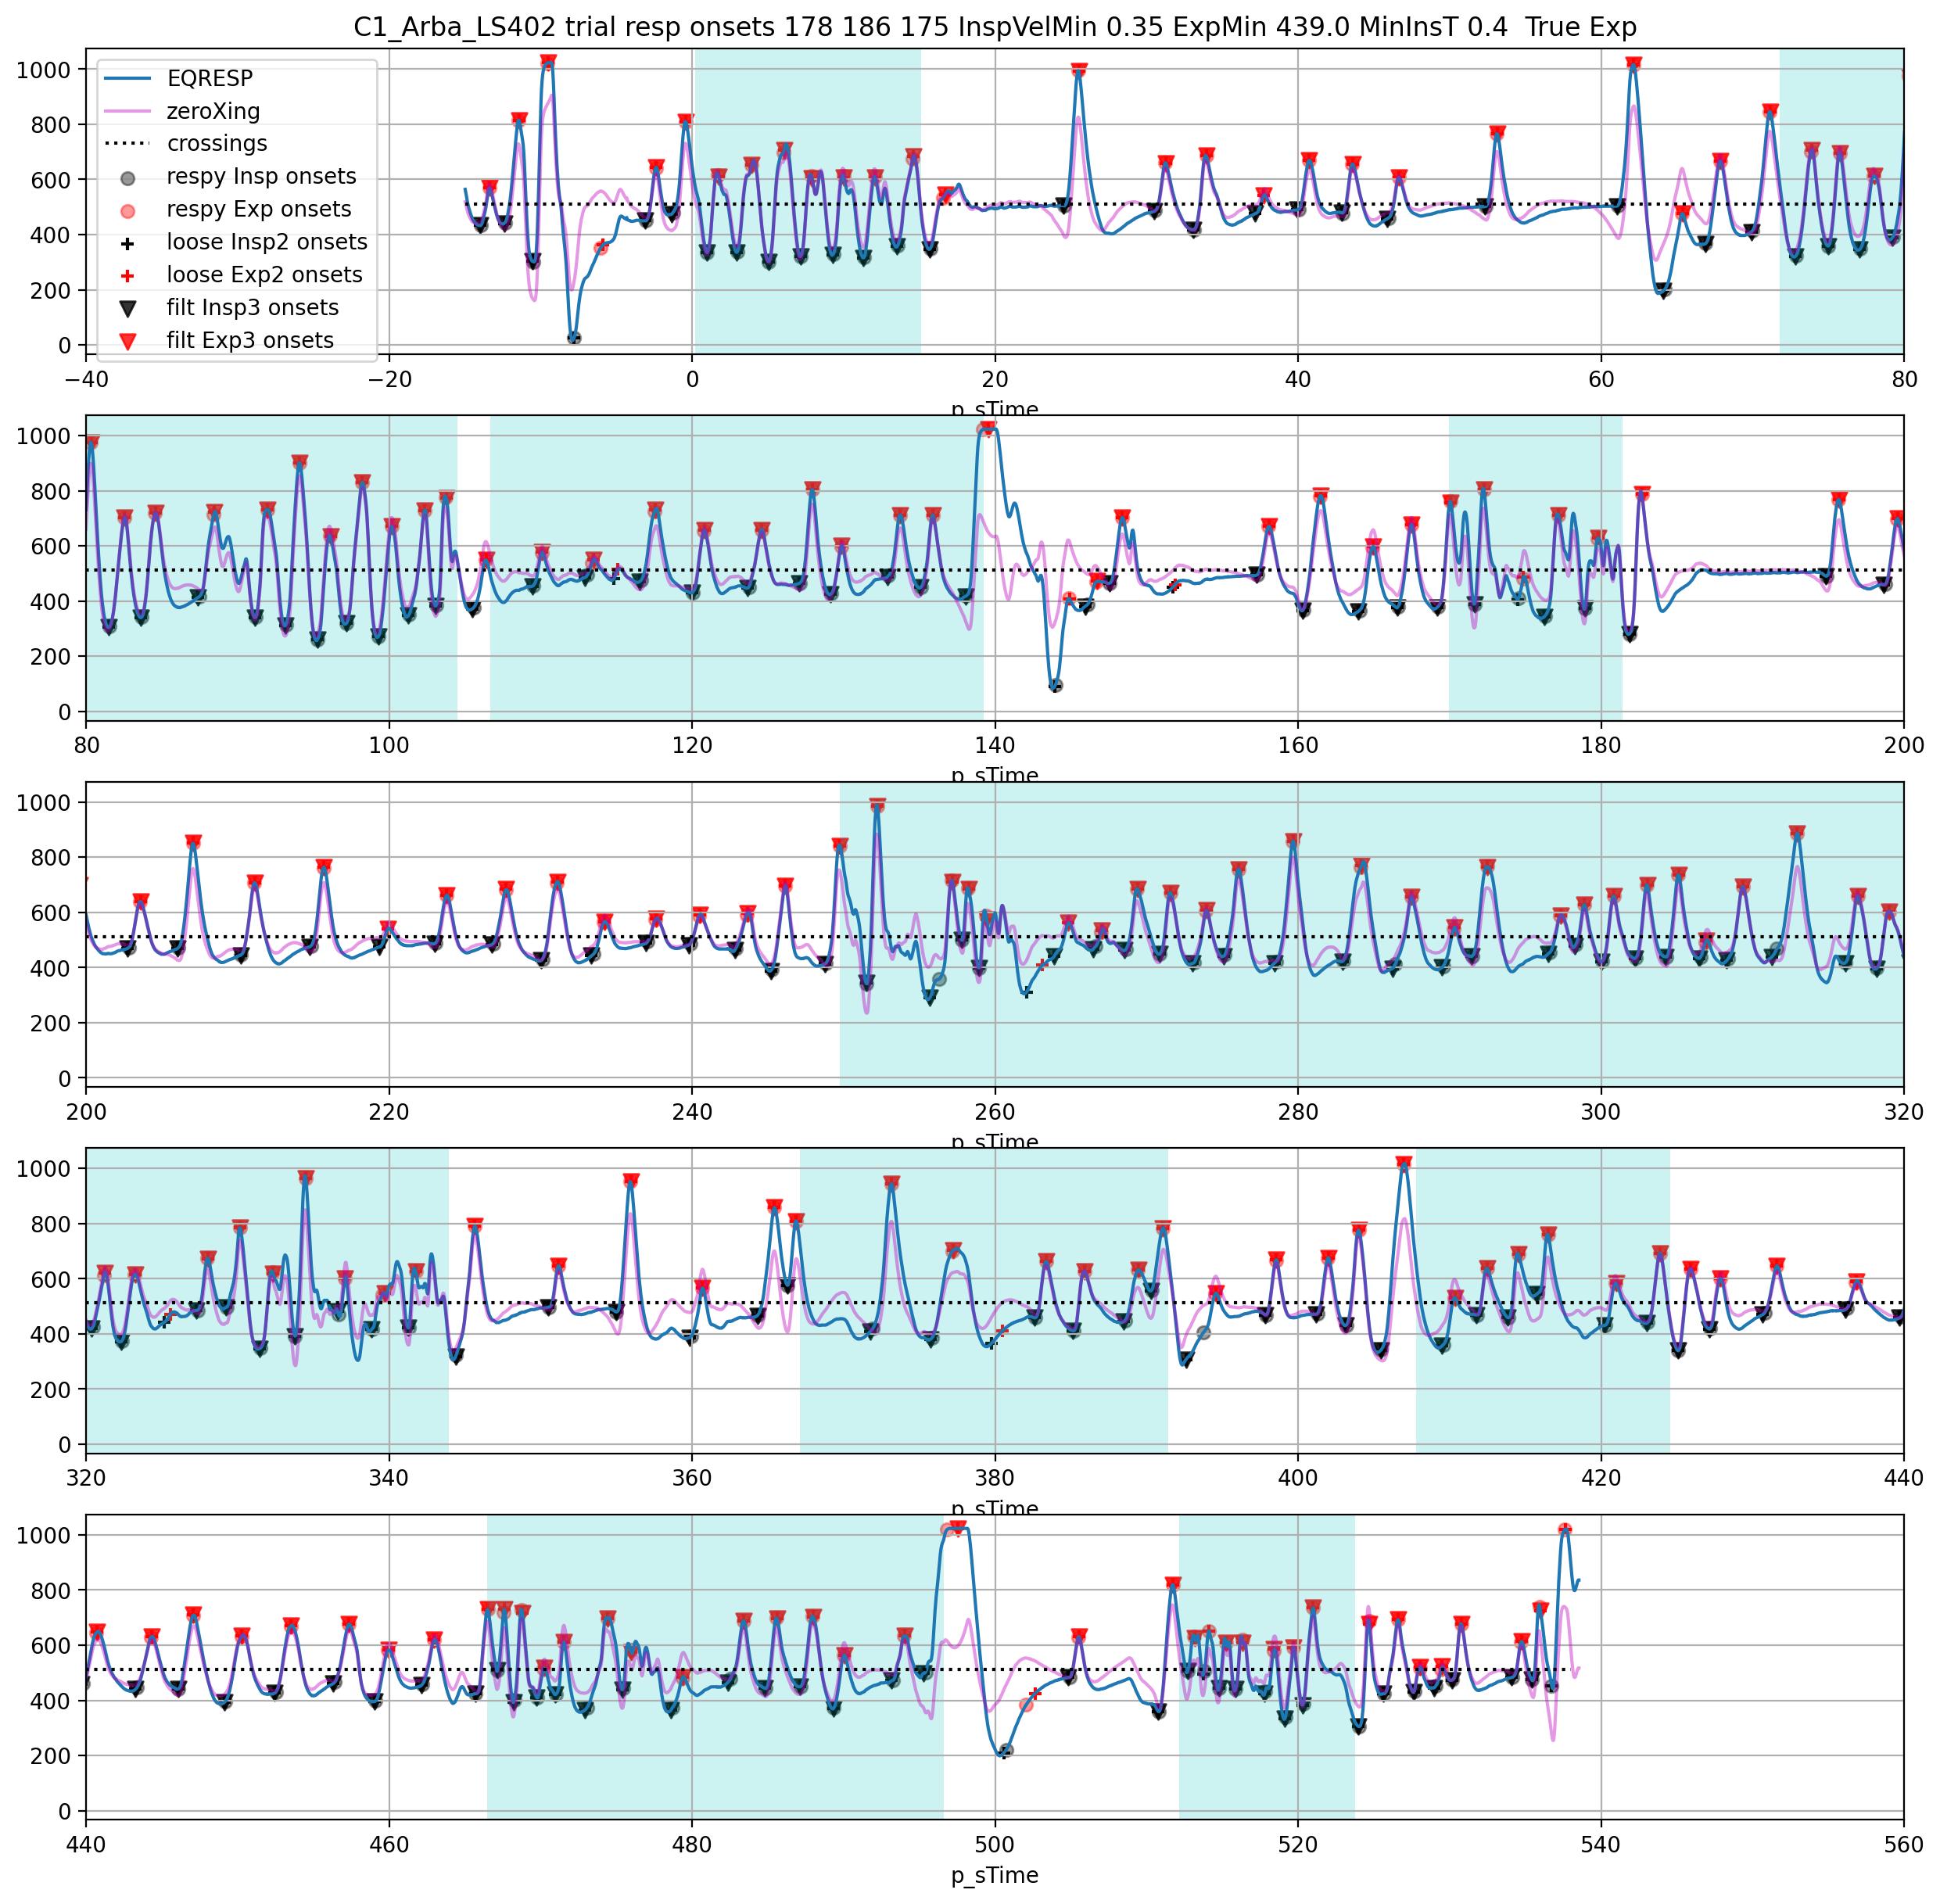 C1_Arba_LS402 trial resp onsets 178 186 175 InspVelMin 0.35 ExpMin 439.0 MinInsT 0.4  True Exp
1000
800
600
400
200
0
EQRESP
zeroXing
crossings
respy Insp onsets
respy Exp onsets
loose Insp2 onsets
loose Exp2 onsets
filt Insp3 onsets
filt Exp3 onsets
−40 −20 0 20 40 60 80
p_sTime
1000
800
600
400
200
0
80 100 120 140 160 180 200
p_sTime
1000
800
600
400
200
0
200 220 240 260 280 300 320
p_sTime
1000
800
600
400
200
0
320 340 360 380 400 420 440
p_sTime
1000
800
600
400
200
0
440 460 480 500 520 540 560
p_sTime